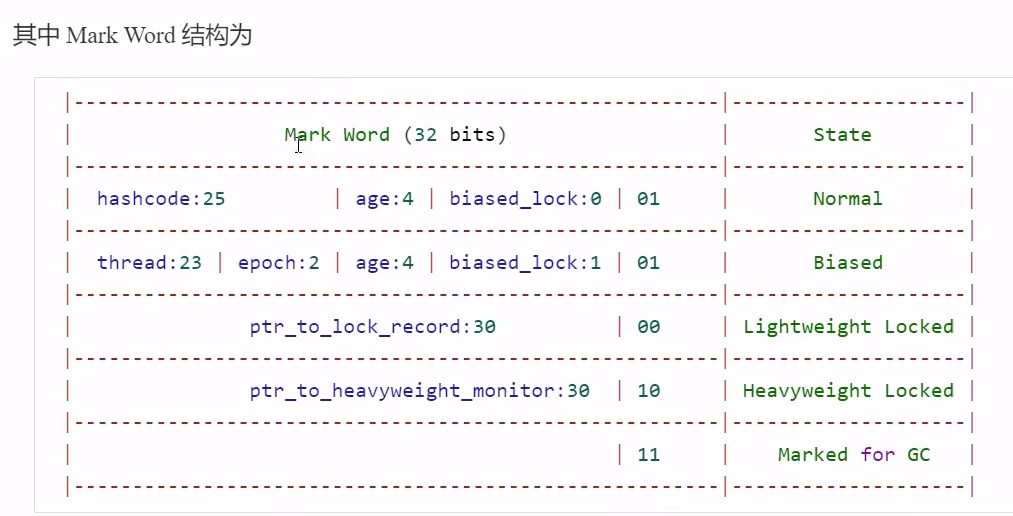 其中 Mark Word 结构为
|-------------------------------------------------------|--------------------|
| Mark Word (32 bits) | State |
|-------------------------------------------------------|--------------------|
| hashcode:25 | age:4 | biased_lock:0 | 01 | Normal |
|-------------------------------------------------------|--------------------|
| thread:23 | epoch:2 | age:4 | biased_lock:1 | 01 | Biased |
|-------------------------------------------------------|--------------------|
| ptr_to_lock_record:30 | 00 | Lightweight Locked |
|-------------------------------------------------------|--------------------|
| ptr_to_heavyweight_monitor:30 | 10 | Heavyweight Locked |
|-------------------------------------------------------|--------------------|
| | 11 | Marked for GC |
|-------------------------------------------------------|--------------------|